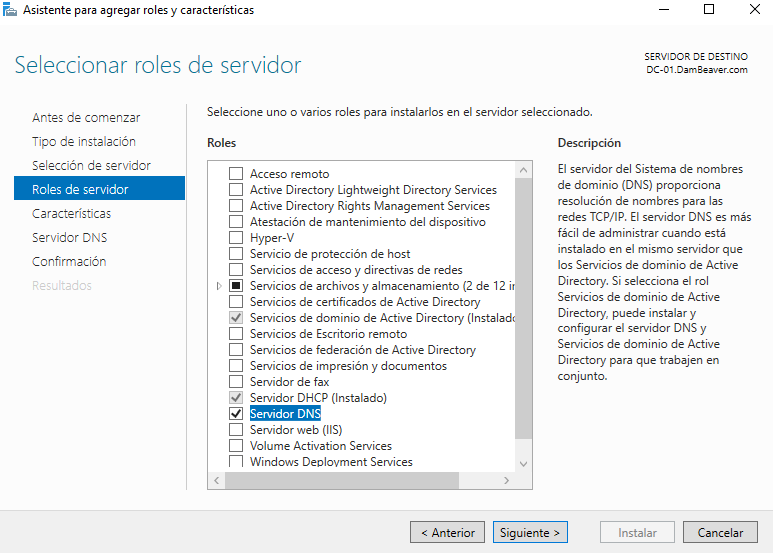 Asistente para agregar roles y características
Seleccionar roles de servidor
SERVIDOR DE DESTINO
DC-01.DamBeaver.com
Antes de comenzar
Tipo de instalación
Selección de servidor
Roles de servidor
Características
Servidor DNS
Confirmación
Resultados
Seleccione uno o varios roles para instalarlos en el servidor seleccionado.
Roles
Acceso remoto
Active Directory Lightweight Directory Services
Active Directory Rights Management Services
Atestación de mantenimiento del dispositivo
Hyper-V
Servicio de protección de host
Servicios de acceso y directivas de redes
Servicios de archivos y almacenamiento (2 de 12 in
Servicios de certificados de Active Directory
Servicios de dominio de Active Directory (Instalado
Servicios de Escritorio remoto
Servicios de federación de Active Directory
Servicios de impresión y documentos
Servidor de fax
Servidor DHCP (Instalado)
Servidor DNS
Servidor web (IIS)
Volume Activation Services
Windows Deployment Services
Descripción
El servidor del Sistema de nombres
de dominio (DNS) proporciona
resolución de nombres para las
redes TCP/IP. El servidor DNS es más
fácil de administrar cuando está
instalado en el mismo servidor que
los Servicios de dominio de Active
Directory. Si selecciona el rol
Servicios de dominio de Active
Directory, puede instalar y
configurar el servidor DNS y
Servicios de dominio de Active
Directory para que trabajen en
conjunto.
< Anterior
Siguiente >
Instalar
Cancelar